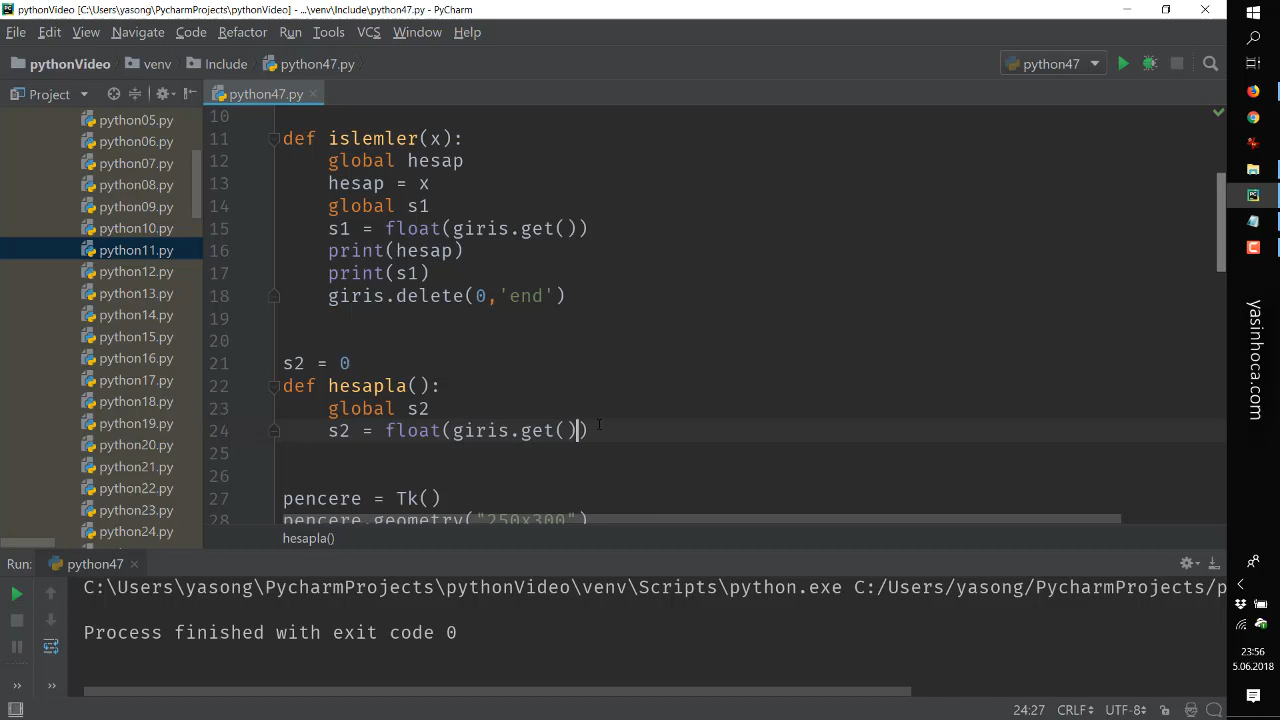 pythonVideo [C:\Users\yasong\PycharmProjects\pythonVideo] - ...\venv\Include\python47.py - PyCharm
File Edit View Navigate Code Refactor Run Tools VCS Window Help
pythonVideo venv Include python47.py python47
Project python47.py
python05.py
python06.py
python07.py
python08.py
python09.py
python10.py
python11.py
python12.py
python13.py
python14.py
python15.py
python16.py
python17.py
python18.py
python19.py
python20.py
python21.py
python22.py
python23.py
python24.py
10
11 def islemler(x):
12 global hesap
13 hesap = x
14 global s1
15 s1 = float(giris.get())
16 print(hesap)
17 print(s1)
18 giris.delete(0,'end')
19
20
21 s2 = 0
22 def hesapla():
23 global s2
24 s2 = float(giris.get())
25
26
27 pencere = Tk()
28 pencere.geometry("250x300")
hesapla()
Run: python47
C:\Users\yasong\PycharmProjects\pythonVideo\venv\Scripts\python.exe C:/Users/yasong/PycharmProjects/p
Process finished with exit code 0
24:27 CRLF UTF-8
yasinhoca.com
23:56
5.06.2018